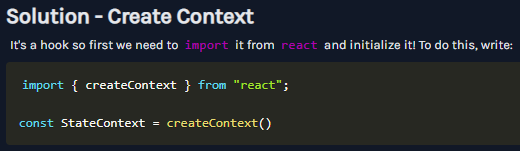 Solution - Create Context
It's a hook so first we need to import it from react and initialize it! To do this, write:
import { createContext } from "react";
const StateContext = createContext()